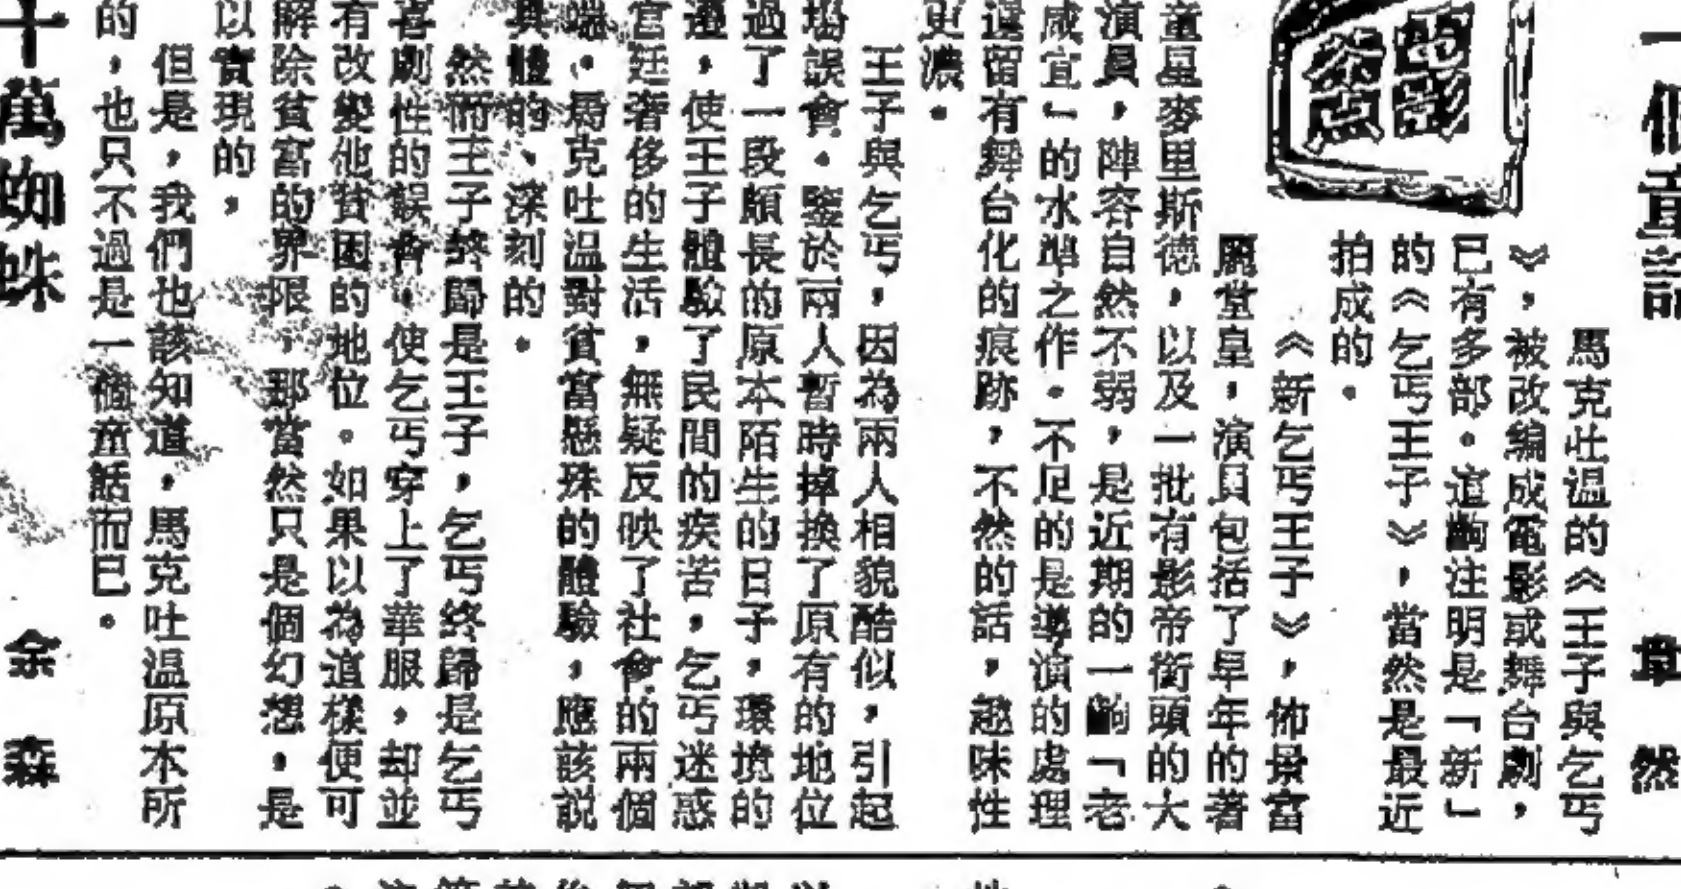 一個童話
章然
電影茶点
馬克吐溫的《王子與乞丐
》，被改編成電影或舞台劇，
已有多部。這齣注明是「新」
的《乞丐王子》，當然是最近
拍成的。
《新乞丐王子》，佈景富
麗堂皇，演員包括了早年的著
童星麥里斯德，以及一批有影帝銜頭的大
演員，陣容自然不弱，是近期的一齣「老
咸宜」的水準之作。不足的是導演的處理
還留有舞台化的痕跡，不然的話，趣味性
更濃。
王子與乞丐，因為兩人相貌酷似，引起
場誤會。鑒於兩人暫時掉換了原有的地位
過了一段頗長的原本陌生的日子，環境的
遷，使王子體驗了民間的疾苦，乞丐迷惑
宮廷奢侈的生活，無疑反映了社會的兩個
端。馬克吐溫對貧富懸殊的體驗，應該説
具體的、深刻的。
然而王子終歸是王子，乞丐終歸是乞丐
喜劇性的誤會，使乞丐穿上了華服，却並
有改變他貧困的地位。如果以為這樣便可
解除貧富的界限，那當然只是個幻想，是
以實現的，
但是，我們也該知道，馬克吐溫原本所
的，也只不過是一個童話而已。
十萬蜘蛛
余森